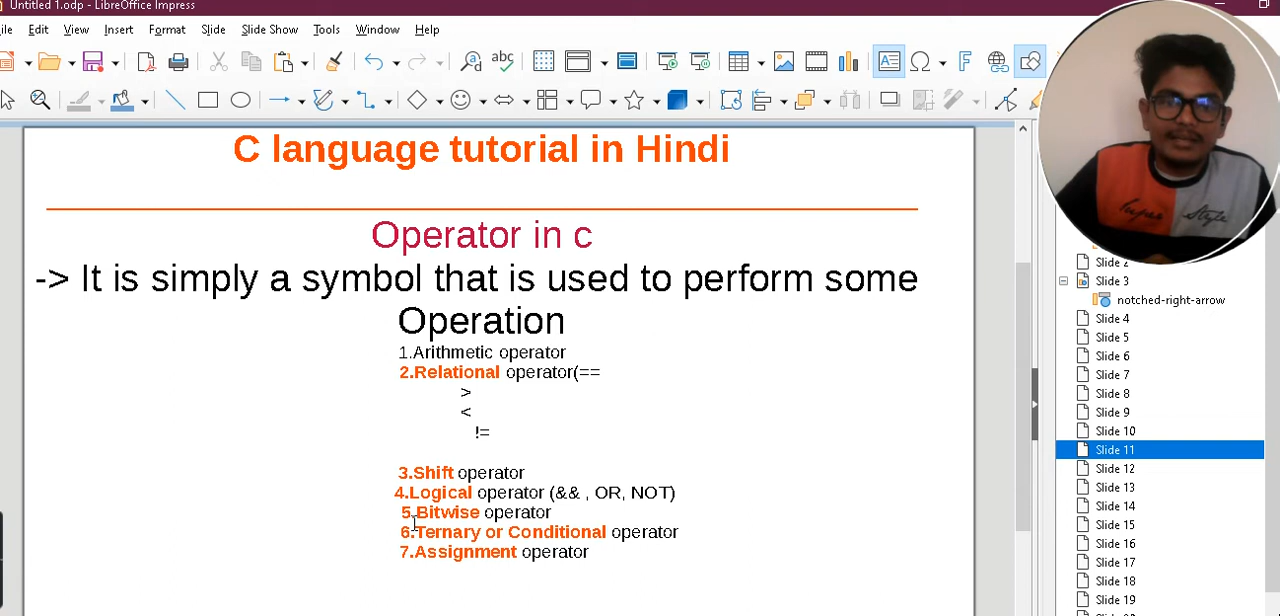 Untitled 1.odp - LibreOffice Impress
ile Edit View Insert Format Slide Slide Show Tools Window Help
abc
C language tutorial in Hindi
Operator in c
-> It is simply a symbol that is used to perform some
Operation
1.Arithmetic operator
2.Relational operator(==
>
<
!=
3.Shift operator
4.Logical operator (&& , OR, NOT)
5.Bitwise operator
6.Ternary or Conditional operator
7.Assignment operator
Slide 2
Slide 3
notched-right-arrow
Slide 4
Slide 5
Slide 6
Slide 7
Slide 8
Slide 9
Slide 10
Slide 11
Slide 12
Slide 13
Slide 14
Slide 15
Slide 16
Slide 17
Slide 18
Slide 19
Style